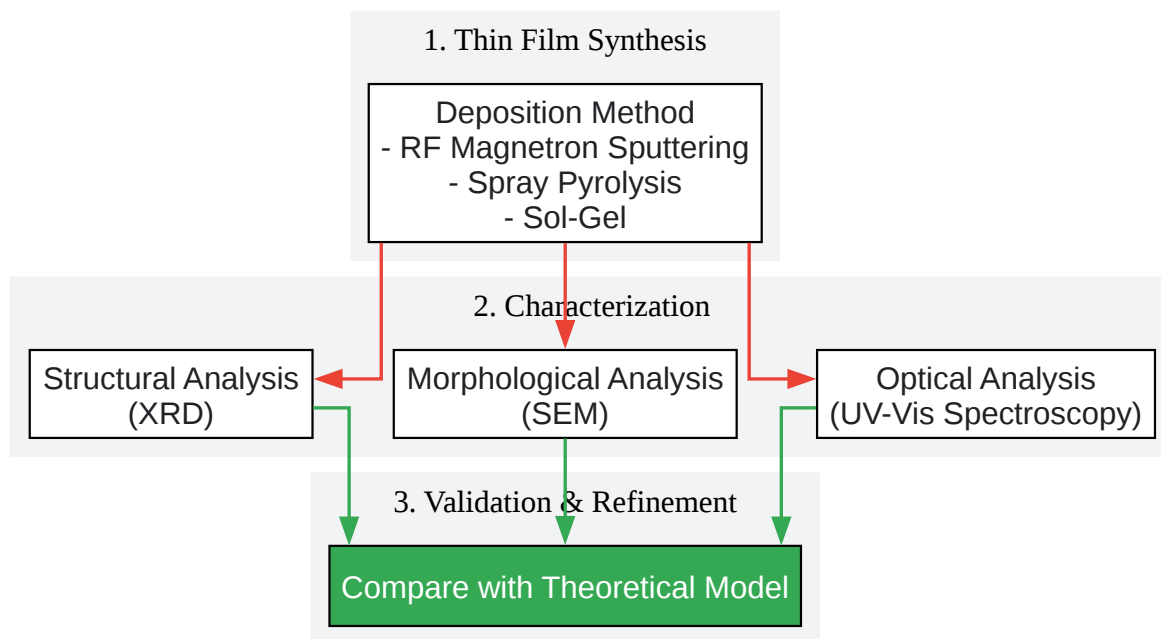 1. Thin Film Synthesis
Deposition Method
- RF Magnetron Sputtering
- Spray Pyrolysis
- Sol-Gel
2. Characterization
Structural Analysis
(XRD)
Morphological Analysis
(SEM)
Optical Analysis
(UV-Vis Spectroscopy)
3. Validation & Refinement
Compare with Theoretical Model